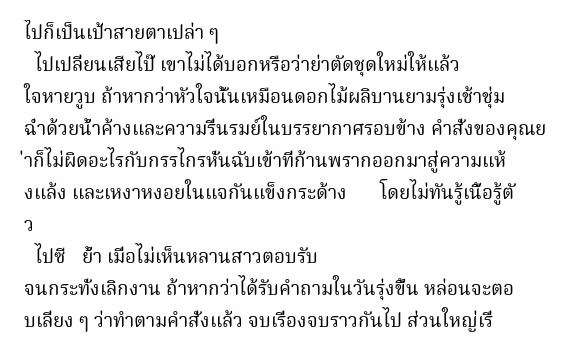 ไปก็เป็นเป้าสายตาเปล่า ๆ
ไปเปลี่ยนเสียไป๊ เขาไม่ได้บอกหรือว่าย่าตัดชุดใหม่ให้แล้ว
ใจหายวูบ ถ้าหากว่าหัวใจนั้นเหมือนดอกไม้ผลิบานยามรุ่งเช้าชุ่ม
ฉ่ำด้วยน้ำค้างและความรื่นรมย์ในบรรยากาศรอบข้าง คำสั่งของคุณย
่าก็ไม่ผิดอะไรกับกรรไกรหั่นฉับเข้าที่ก้านพรากออกมาสู่ความแห้
งแล้ง และเหงาหงอยในแจกันแข็งกระด้าง โดยไม่ทันรู้เนื้อรู้ตั
ว
ไปซี ย้ำ เมื่อไม่เห็นหลานสาวตอบรับ
จนกระทั่งเลิกงาน ถ้าหากว่าได้รับคำถามในวันรุ่งขึ้น หล่อนจะตอ
บเลี่ยง ๆ ว่าทำตามคำสั่งแล้ว จบเรื่องจบราวกันไป ส่วนใหญ่เรื่